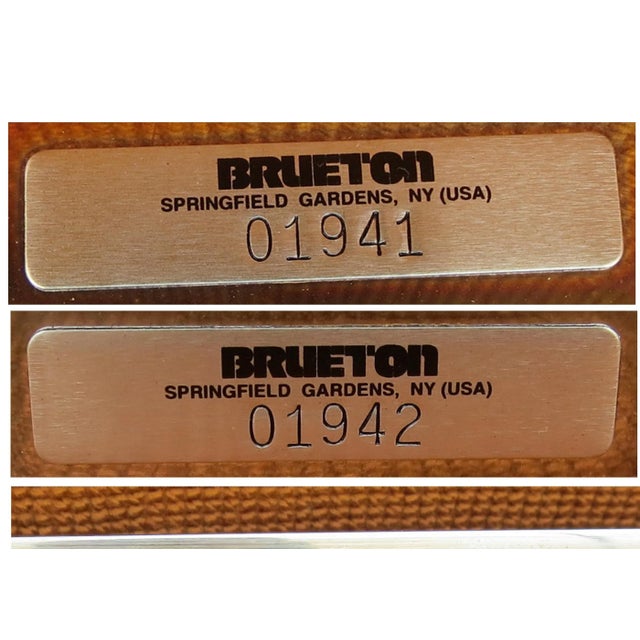 BRUETON
SPRINGFIELD GARDENS, NY (USA)
01941
BRUETON
SPRINGFIELD GARDENS, NY (USA)
01942